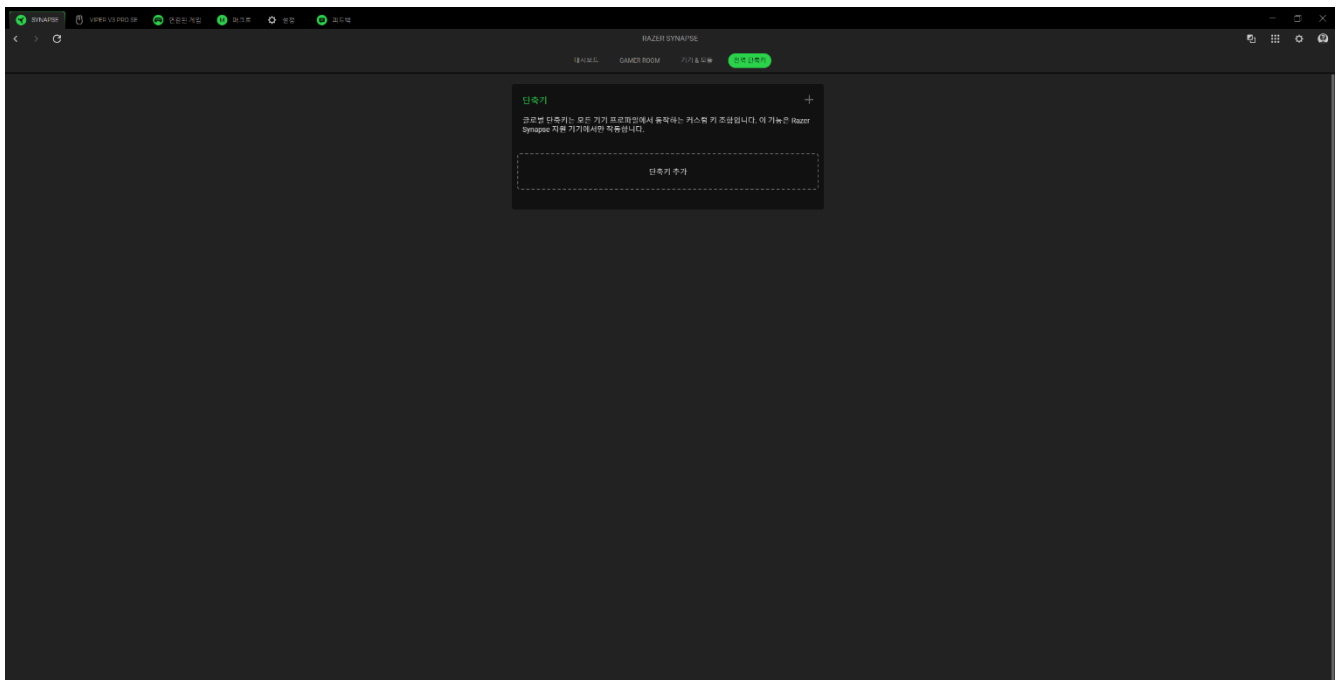 SYNAPSE
VIPER V3 PRO SE
연결된 게임
매크로
설정
피드백
RAZER SYNAPSE
대시보드
GAMER ROOM
기기 & 모듈
전역 단축키
단축키
글로벌 단축키는 모든 기기 프로파일에서 동작하는 커스텀 키 조합입니다. 이 기능은 Razer
Synapse 지원 기기에서만 작동합니다.
단축키 추가